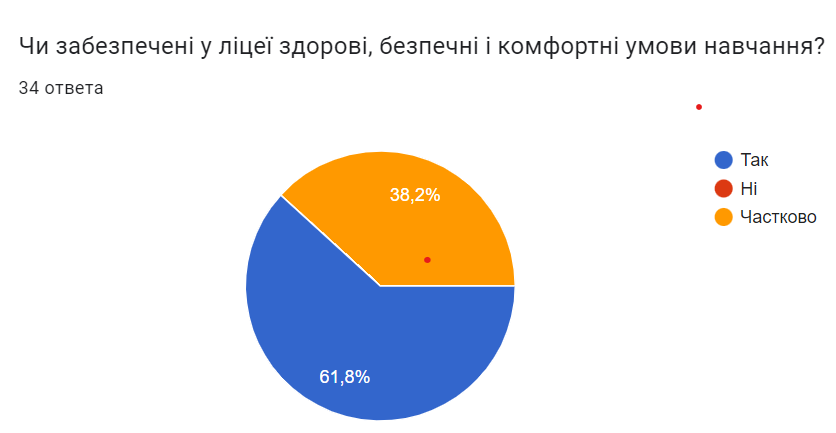 Чи забезпечені у ліцеї здорові, безпечні і комфортні умови навчання?
34 ответа
Так
Ні
Частково
38,2%
61,8%